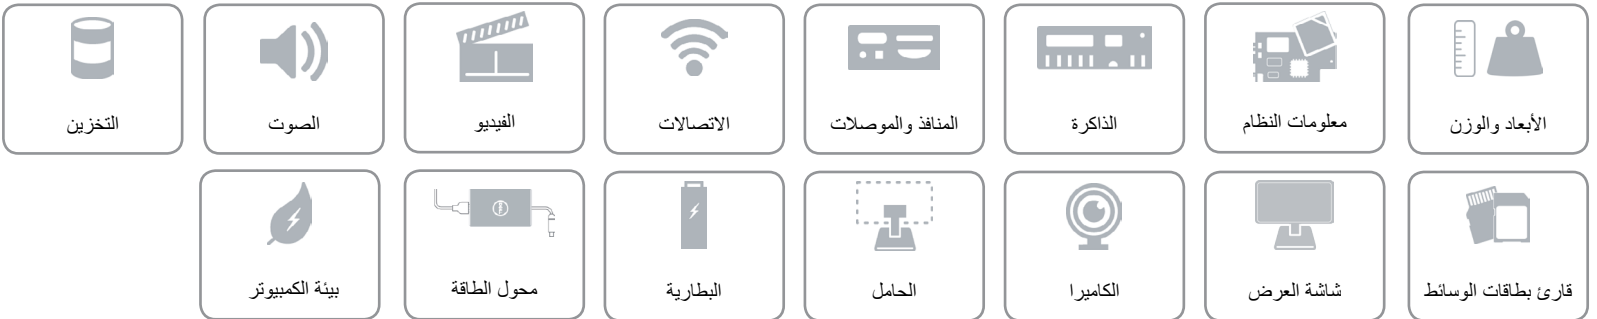 الأبعاد والوزن
معلومات النظام
الذاكرة
المنافذ والموصلات
الاتصالات
الفيديو
الصوت
التخزين
قارئ بطاقات الوسائط
شاشة العرض
الكاميرا
الحامل
البطارية
محول الطاقة
بيئة الكمبيوتر